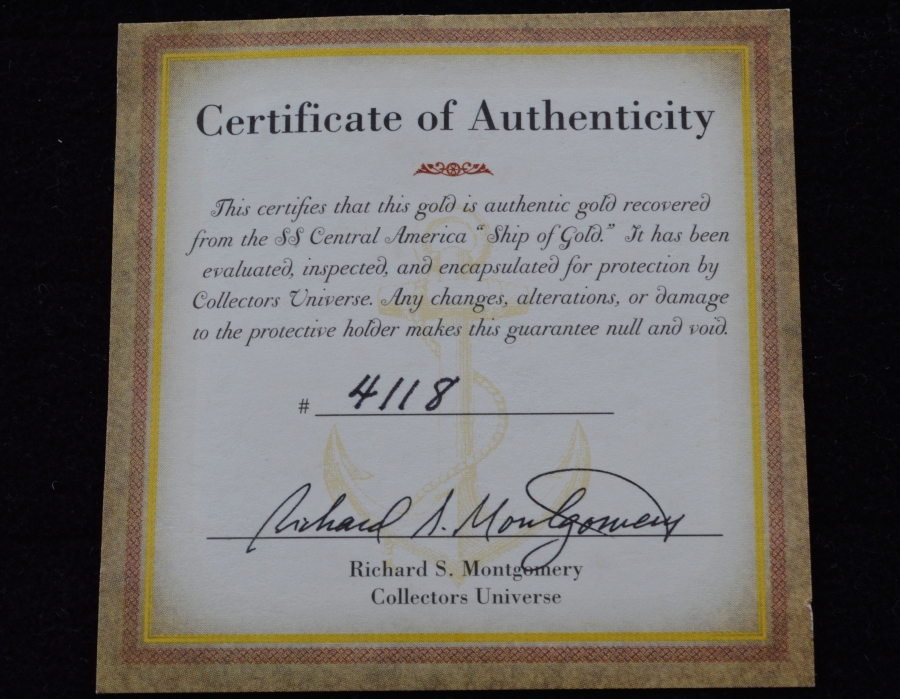 Certificate of Authenticity
This certifies that this gold is authentic gold recovered
from the SS Central America “Ship of Gold.” It has been
evaluated, inspected, and encapsulated for protection by
Collectors Universe. Any changes, alterations, or damage
to the protective holder makes this guarantee null and void.
# 4118
Richard S. Montgomery
Richard S. Montgomery
Collectors Universe